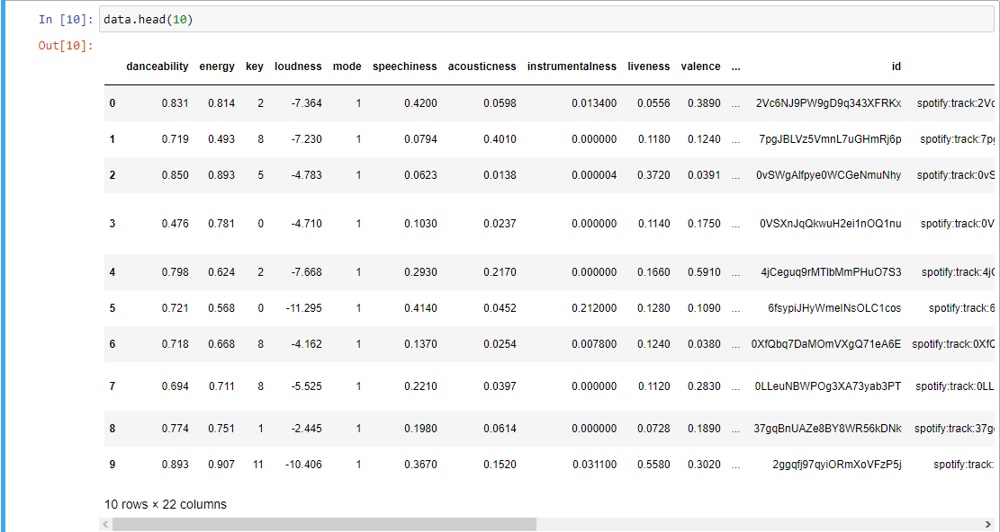 In [10]: data.head(10)
Out[10]:
danceability energy key loudness mode speechiness acousticness instrumentalness liveness valence ... id
0 0.831 0.814 2 -7.364 1 0.4200 0.0598 0.013400 0.0556 0.3890 ... 2Vc6NJ9PW9gD9q343XFRKx spotify:track:2Vc
1 0.719 0.493 8 -7.230 1 0.0794 0.4010 0.000000 0.1180 0.1240 ... 7pgJBLVz5VmnL7uGHmRj6p spotify:track:7pg
2 0.850 0.893 5 -4.783 1 0.0623 0.0138 0.000004 0.3720 0.0391 ... 0vSWgAlfpye0WCGeNmuNhy spotify:track:0vS
3 0.476 0.781 0 -4.710 1 0.1030 0.0237 0.000000 0.1140 0.1750 ... 0VSXnJqQkwuH2ei1nOQ1nu spotify:track:0V
4 0.798 0.624 2 -7.668 1 0.2930 0.2170 0.000000 0.1660 0.5910 ... 4jCeguq9rMTlbMmPHuO7S3 spotify:track:4jC
5 0.721 0.568 0 -11.295 1 0.4140 0.0452 0.212000 0.1280 0.1090 ... 6fsypiJHyWmeINsOLC1cos spotify:track:6
6 0.718 0.668 8 -4.162 1 0.1370 0.0254 0.007800 0.1240 0.0380 ... 0XfQbq7DaMOmVXgQ71eA6E spotify:track:0XfQ
7 0.694 0.711 8 -5.525 1 0.2210 0.0397 0.000000 0.1120 0.2830 ... 0LLeuNBWPOg3XA73yab3PT spotify:track:0LL
8 0.774 0.751 1 -2.445 1 0.1980 0.0614 0.000000 0.0728 0.1890 ... 37gqBnUAZe8BY8WR56kDNk spotify:track:37g
9 0.893 0.907 11 -10.406 1 0.3670 0.1520 0.031100 0.5580 0.3020 ... 2ggqfj97qyiORmXoVFzP5j spotify:track:
10 rows × 22 columns